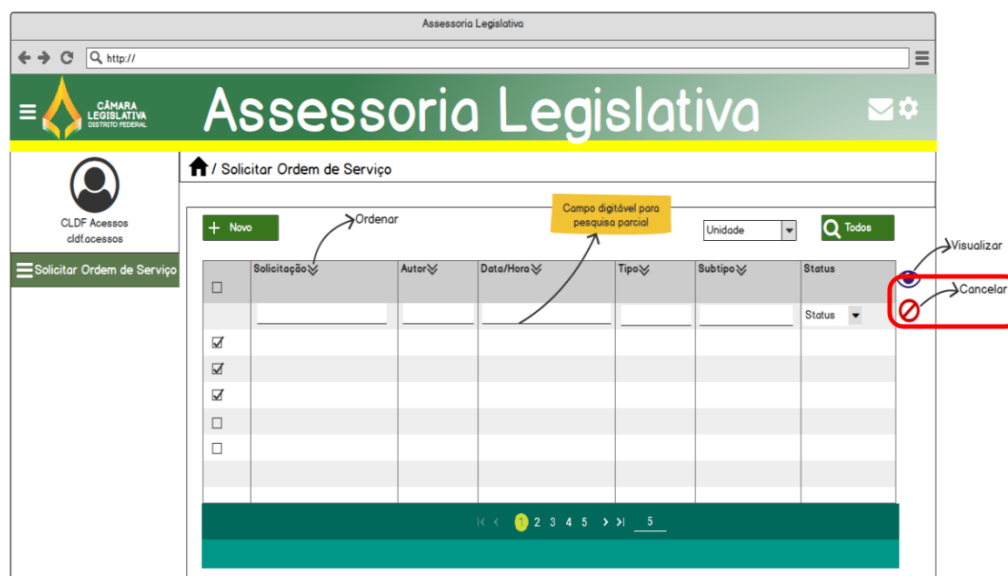 Assessoria Legislativa
http://
CÂMARA
LEGISLATIVA
DISTRITO FEDERAL
Assessoria Legislativa
/ Solicitar Ordem de Serviço
CLDF Acessos
cldf.acessos
Solicitar Ordem de Serviço
+ Novo
Ordenar
Campo digitável para
pesquisa parcial
Unidade
Todos
Visualizar
Cancelar
Solicitação
Autor
Data/Hora
Tipo
Subtipo
Status
Status
1 2 3 4 5 5